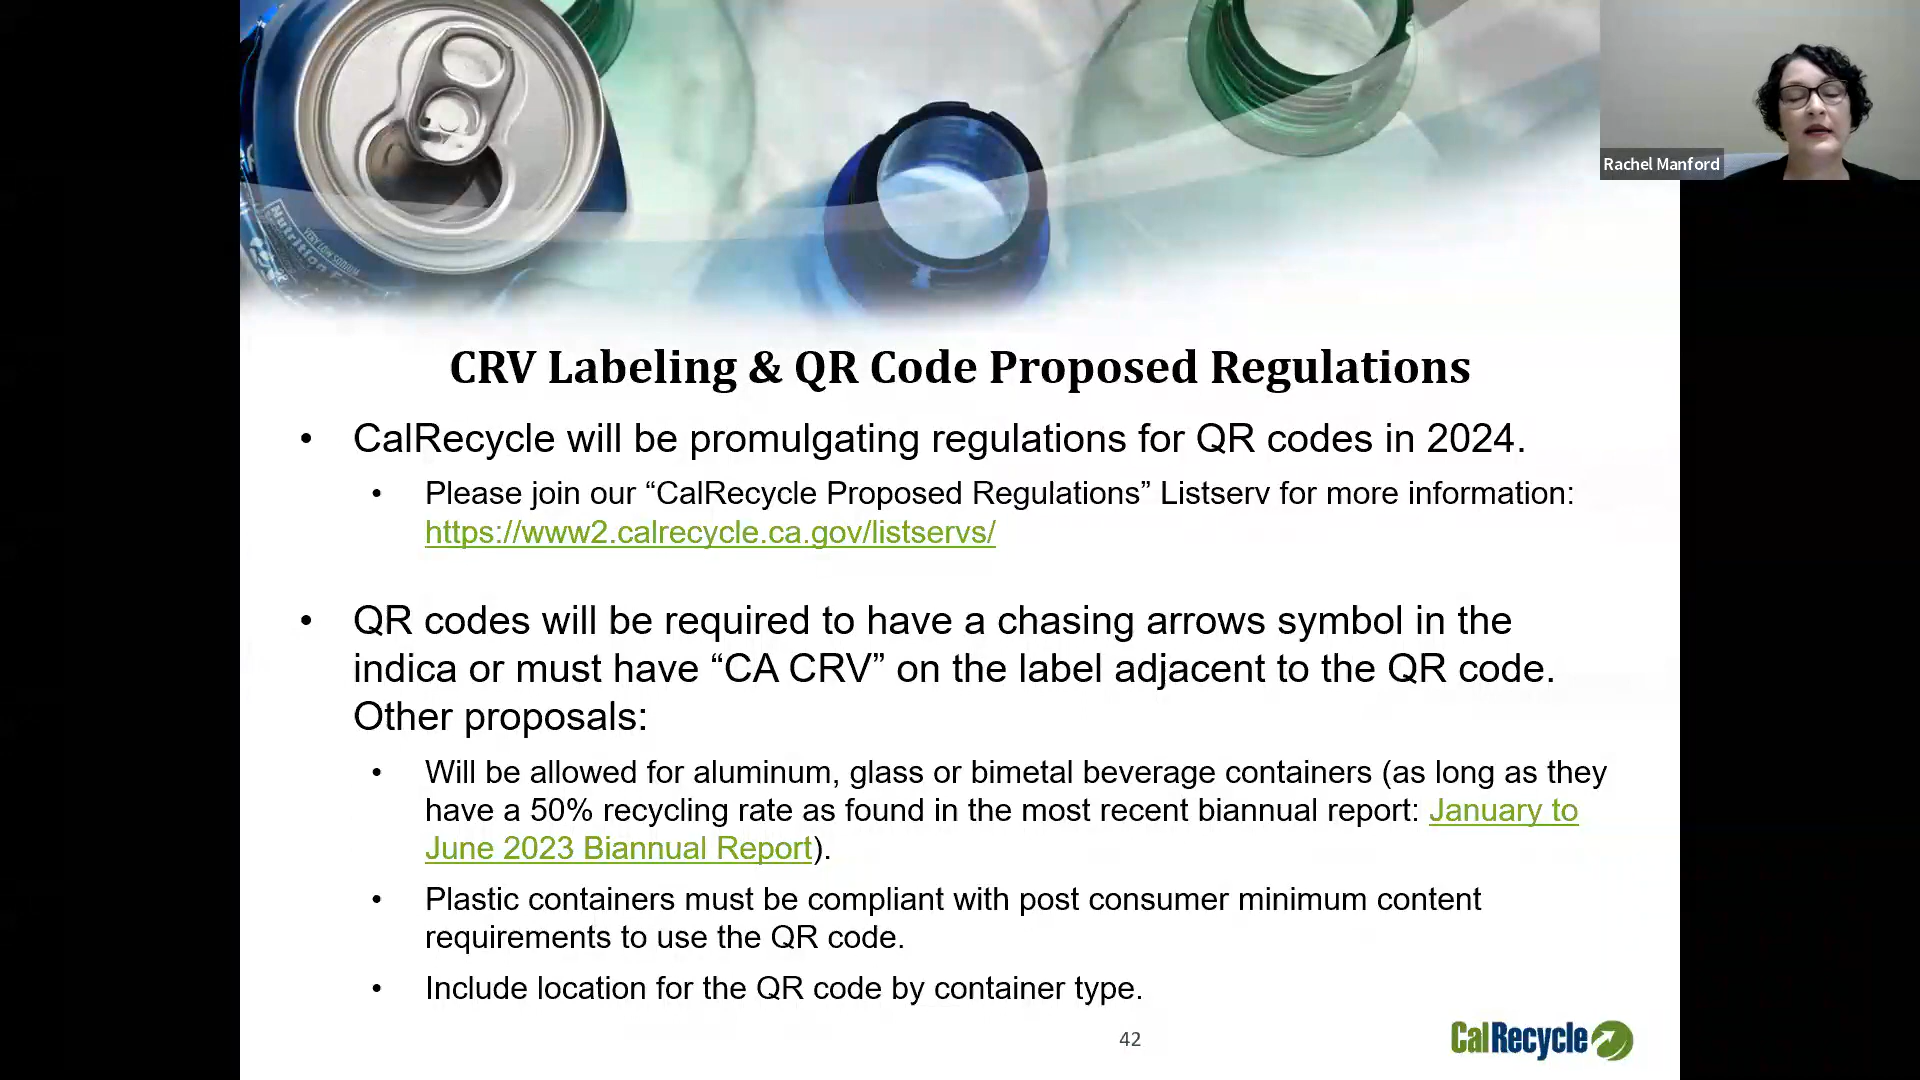 Nutrition F
VERY LOW SODIUM
Rachel Manford
CRV Labeling & QR Code Proposed Regulations
• CalRecycle will be promulgating regulations for QR codes in 2024.
• Please join our “CalRecycle Proposed Regulations” Listserv for more information:
https://www2.calrecycle.ca.gov/listservs/
• QR codes will be required to have a chasing arrows symbol in the
indica or must have “CA CRV” on the label adjacent to the QR code.
Other proposals:
• Will be allowed for aluminum, glass or bimetal beverage containers (as long as they
have a 50% recycling rate as found in the most recent biannual report: January to
June 2023 Biannual Report).
• Plastic containers must be compliant with post consumer minimum content
requirements to use the QR code.
• Include location for the QR code by container type.
42
CalRecycle